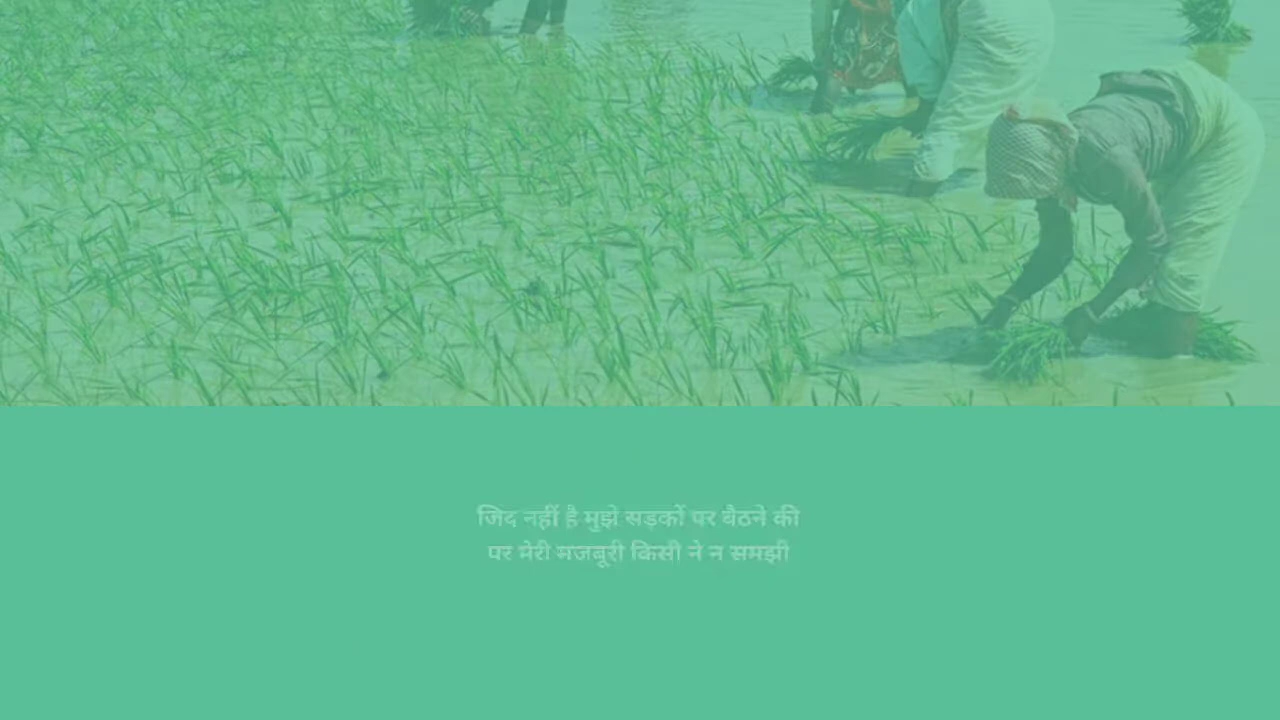 जिद नहीं है मुझे सड़कों पर बैठने की
पर मेरी मजबूरी किसी ने न समझी